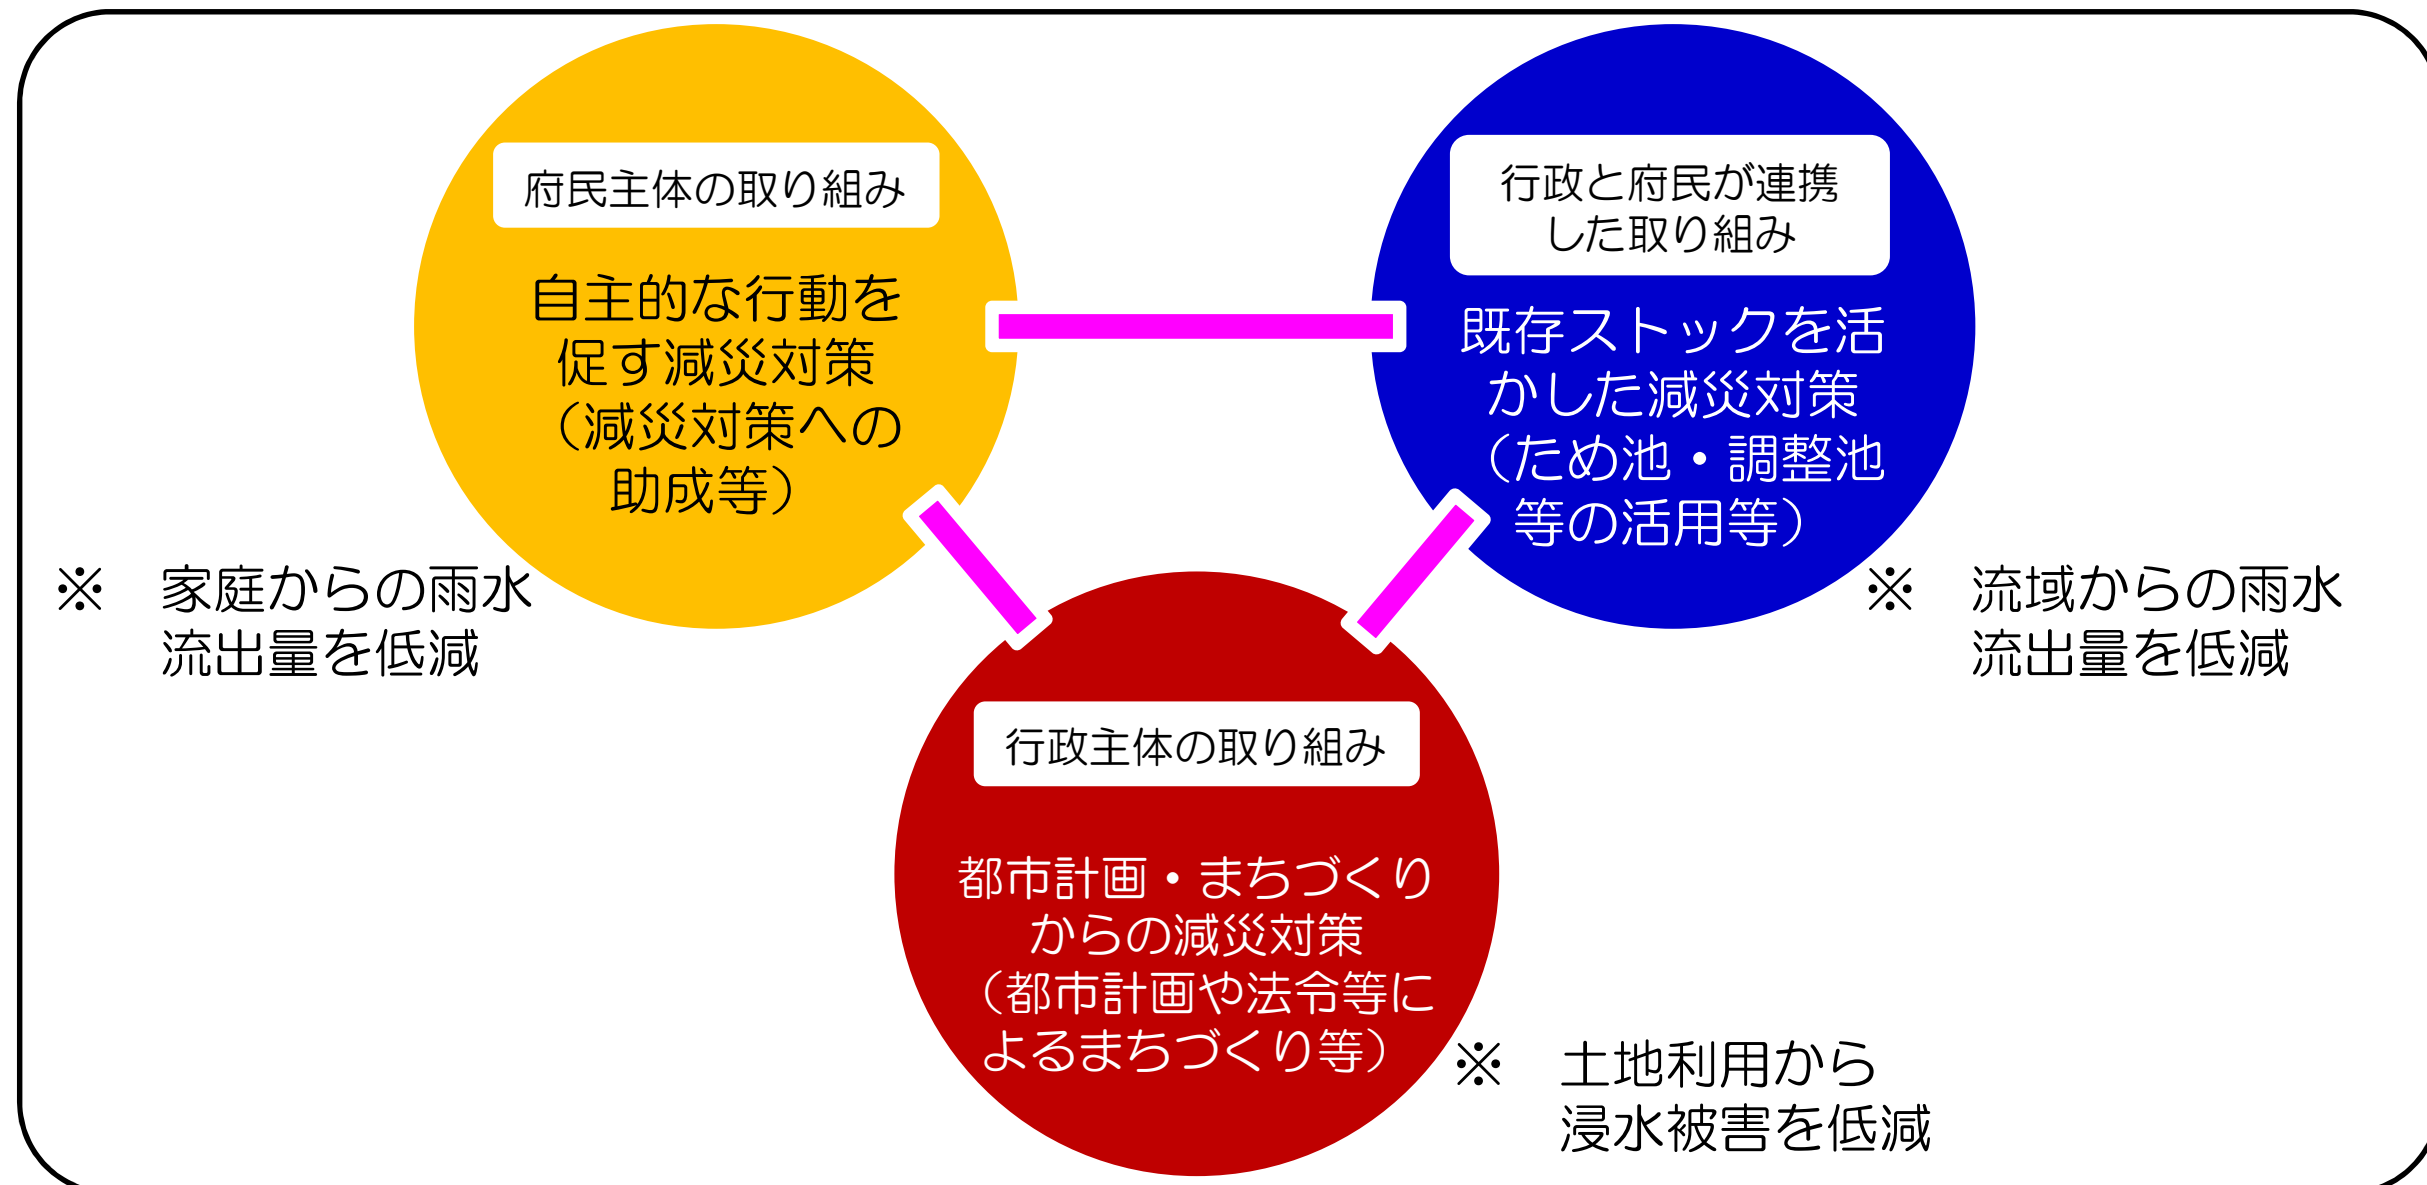 府民主体の取り組み
自主的な行動を
促す減災対策
（減災対策への
助成等）
※　家庭からの雨水
流出量を低減
行政と府民が連携
した取り組み
既存ストックを活
かした減災対策
（ため池・調整池
等の活用等）
※　流域からの雨水
流出量を低減
行政主体の取り組み
都市計画・まちづくり
からの減災対策
（都市計画や法令等に
よるまちづくり等）
※　土地利用から
浸水被害を低減